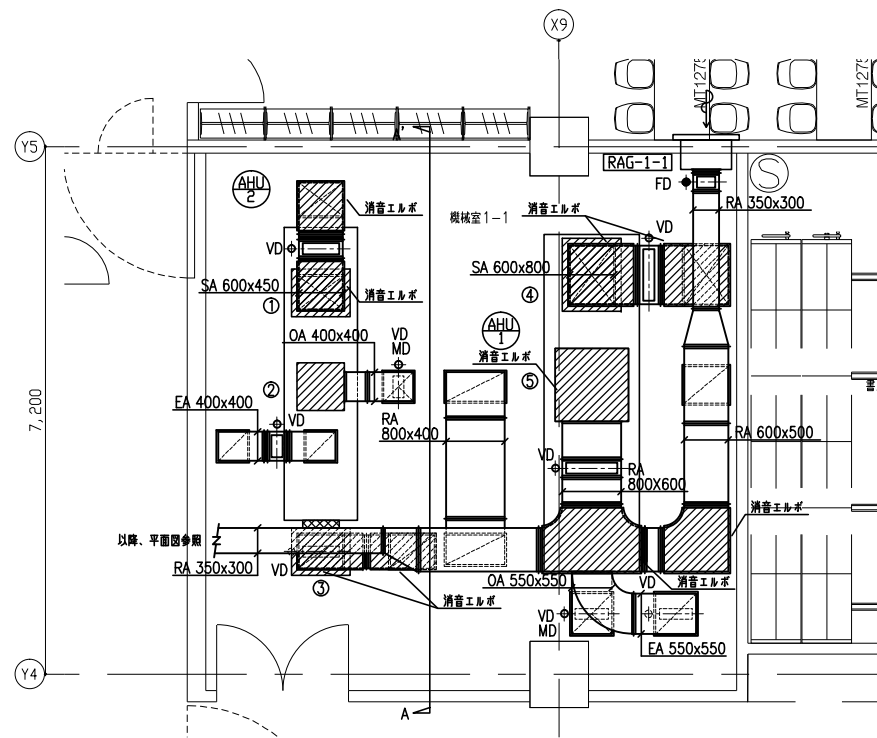 X9
Y5
MT1275
MT1275
RAG-1-1
S
FD
RA 350x300
AHU
2
消音エルボ
機械室1-1
消音エルボ
VD
VD
SA 600x450
消音エルボ
SA 600x800
①
④
OA 400x400
VD
MD
AHU
1
消音エルボ
②
⑤
EA 400x400
VD
RA
800x400
RA 600x500
7,200
VD
RA
800X600
消音エルボ
以降、平面図参照
RA 350x300
VD
③
消音エルボ
OA 550x550
VD
消音エルボ
VD
MD
EA 550x550
Y4
A